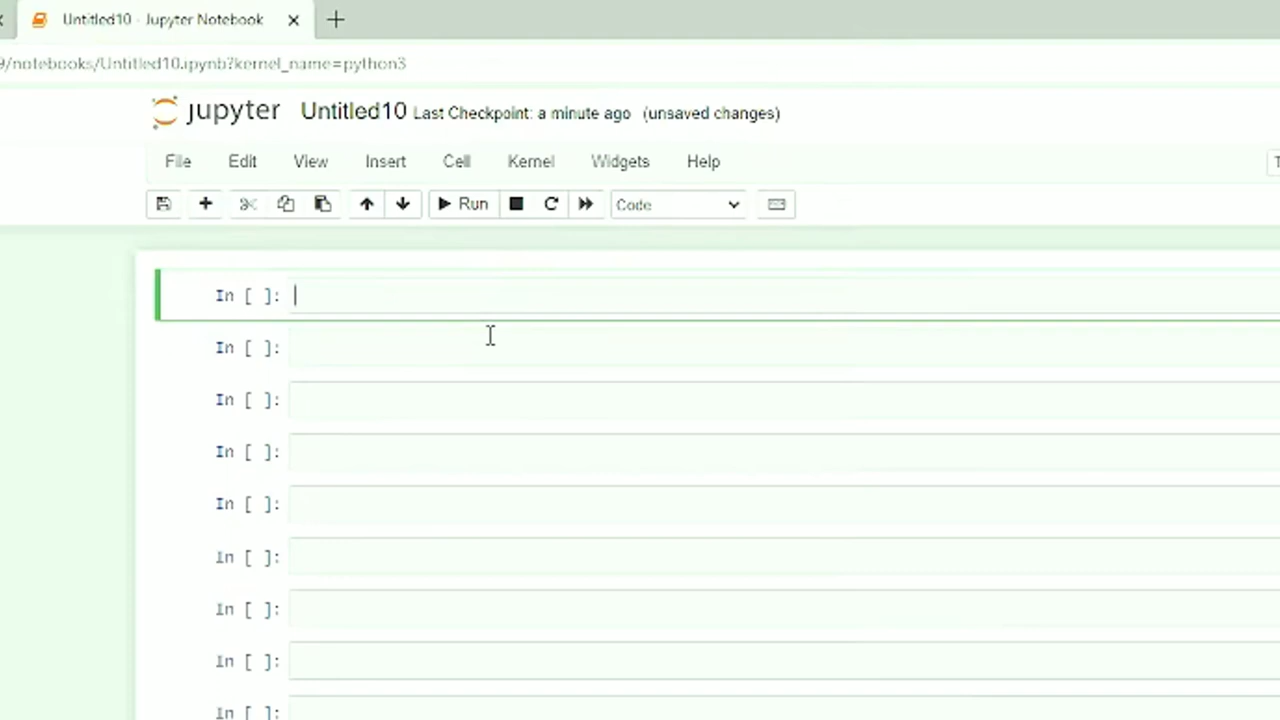 Untitled10 - Jupyter Notebook
9/notebooks/Untitled10.ipynb?kernel_name=python3
jupyter Untitled10 Last Checkpoint: a minute ago (unsaved changes)
File Edit View Insert Cell Kernel Widgets Help
Run Code
In [ ]:
In [ ]:
In [ ]:
In [ ]:
In [ ]:
In [ ]:
In [ ]:
In [ ]:
In [ ]: